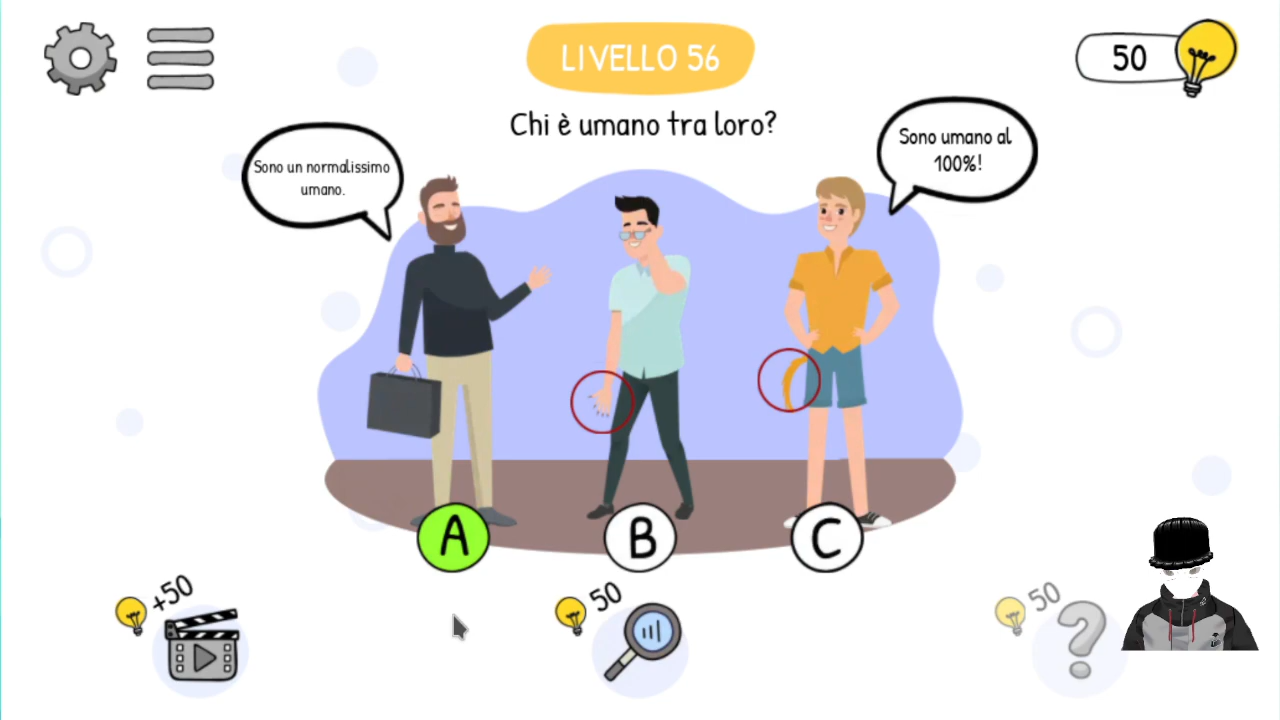 LIVELLO 56
50
Chi è umano tra loro?
Sono un normalissimo
umano.
Sono umano al
100%!
A
B
C
+50
50
50
?